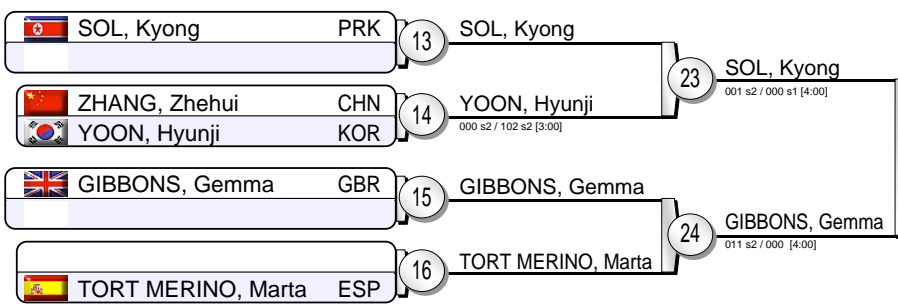 SOL, Kyong PRK
13
SOL, Kyong
ZHANG, Zhehui CHN
YOON, Hyunji KOR
14
YOON, Hyunji
000 s2 / 102 s2 [3:00]
23
SOL, Kyong
001 s2 / 000 s1 [4:00]
GIBBONS, Gemma GBR
15
GIBBONS, Gemma
TORT MERINO, Marta ESP
16
TORT MERINO, Marta
24
GIBBONS, Gemma
011 s2 / 000 [4:00]